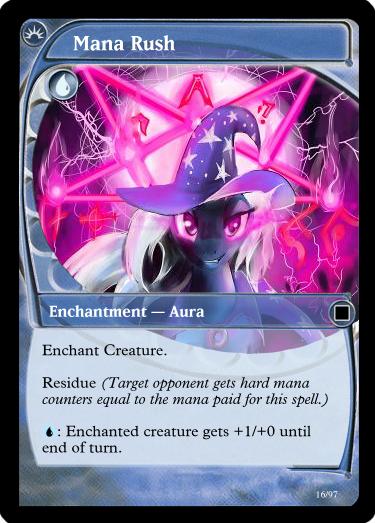 Mana Rush
Enchantment — Aura
Enchant Creature.
Residue (Target opponent gets hard mana
counters equal to the mana paid for this spell.)
: Enchanted creature gets +1/+0 until
end of turn.
16/97